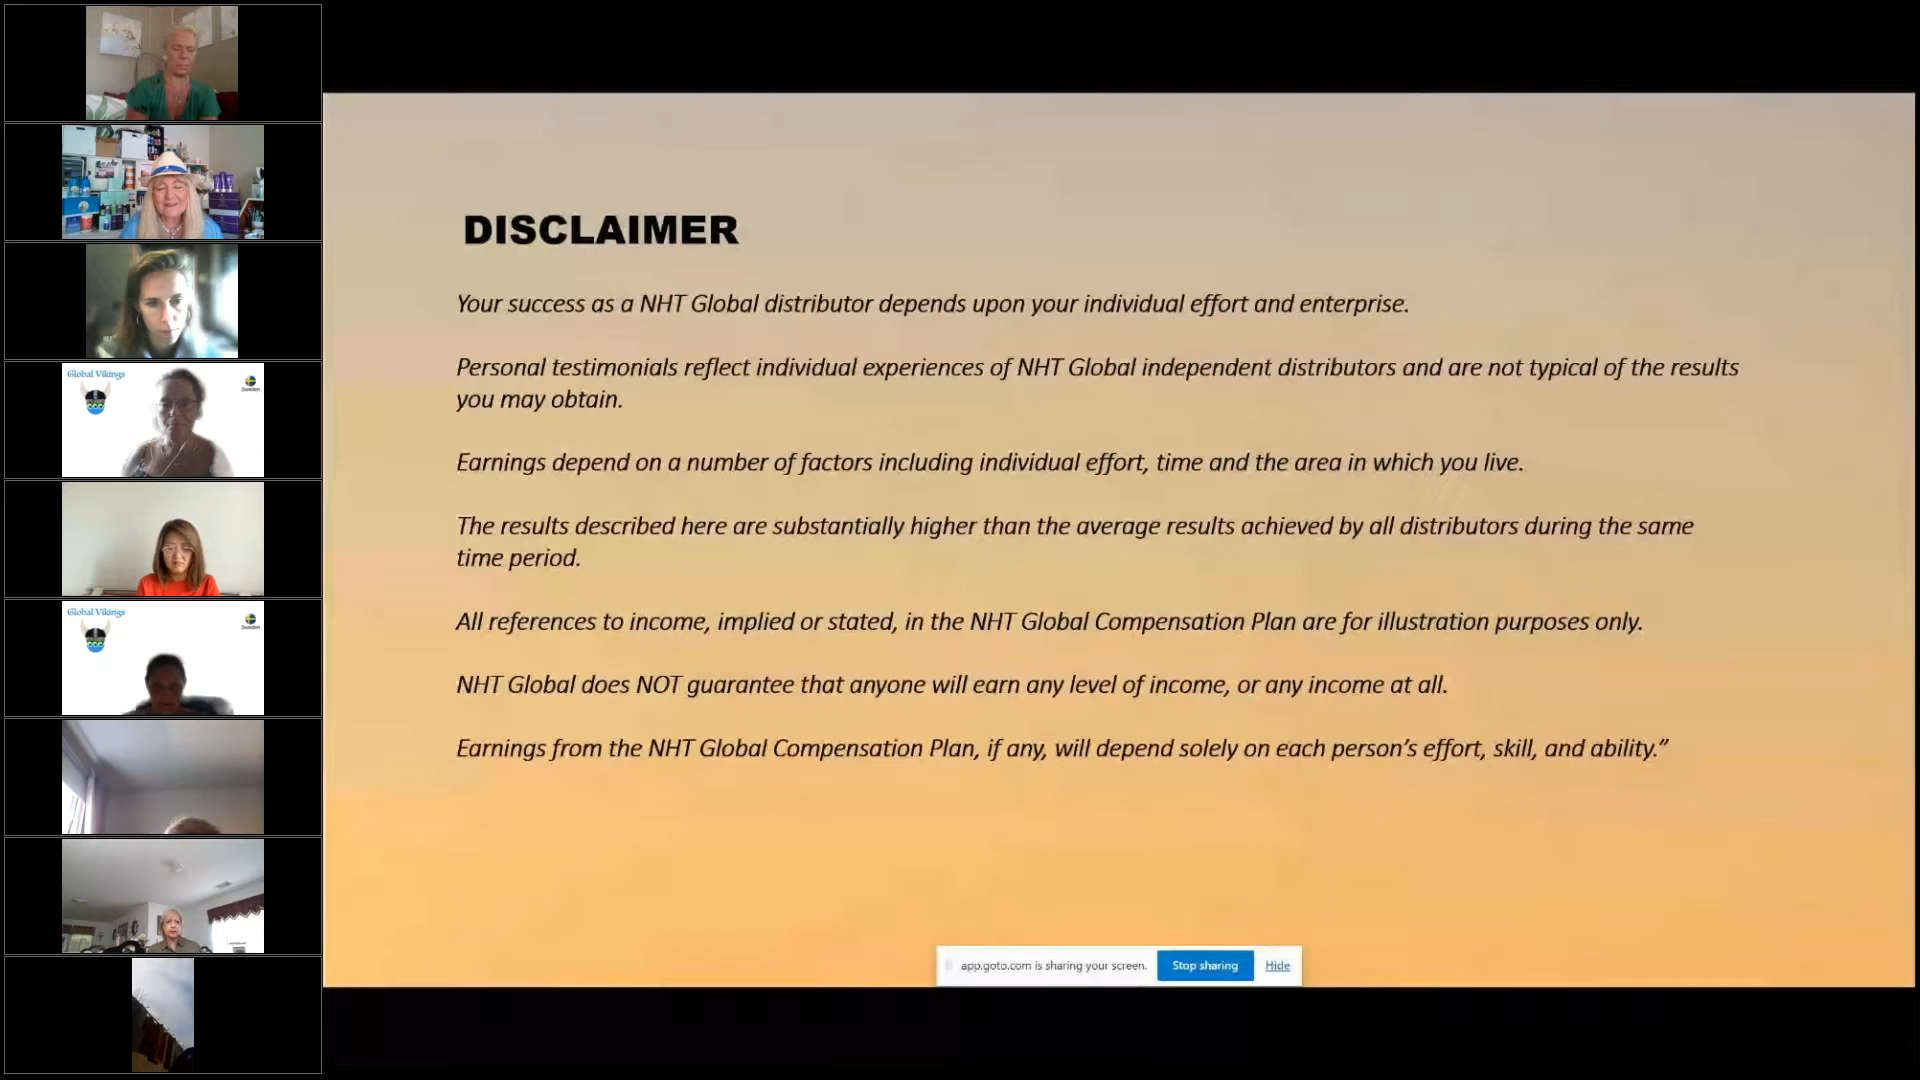 Global Vikings
Sweden
Global Vikings
Sweden
DISCLAIMER
Your success as a NHT Global distributor depends upon your individual effort and enterprise.
Personal testimonials reflect individual experiences of NHT Global independent distributors and are not typical of the results
you may obtain.
Earnings depend on a number of factors including individual effort, time and the area in which you live.
The results described here are substantially higher than the average results achieved by all distributors during the same
time period.
All references to income, implied or stated, in the NHT Global Compensation Plan are for illustration purposes only.
NHT Global does NOT guarantee that anyone will earn any level of income, or any income at all.
Earnings from the NHT Global Compensation Plan, if any, will depend solely on each person’s effort, skill, and ability.”
app.goto.com is sharing your screen.
Stop sharing
Hide